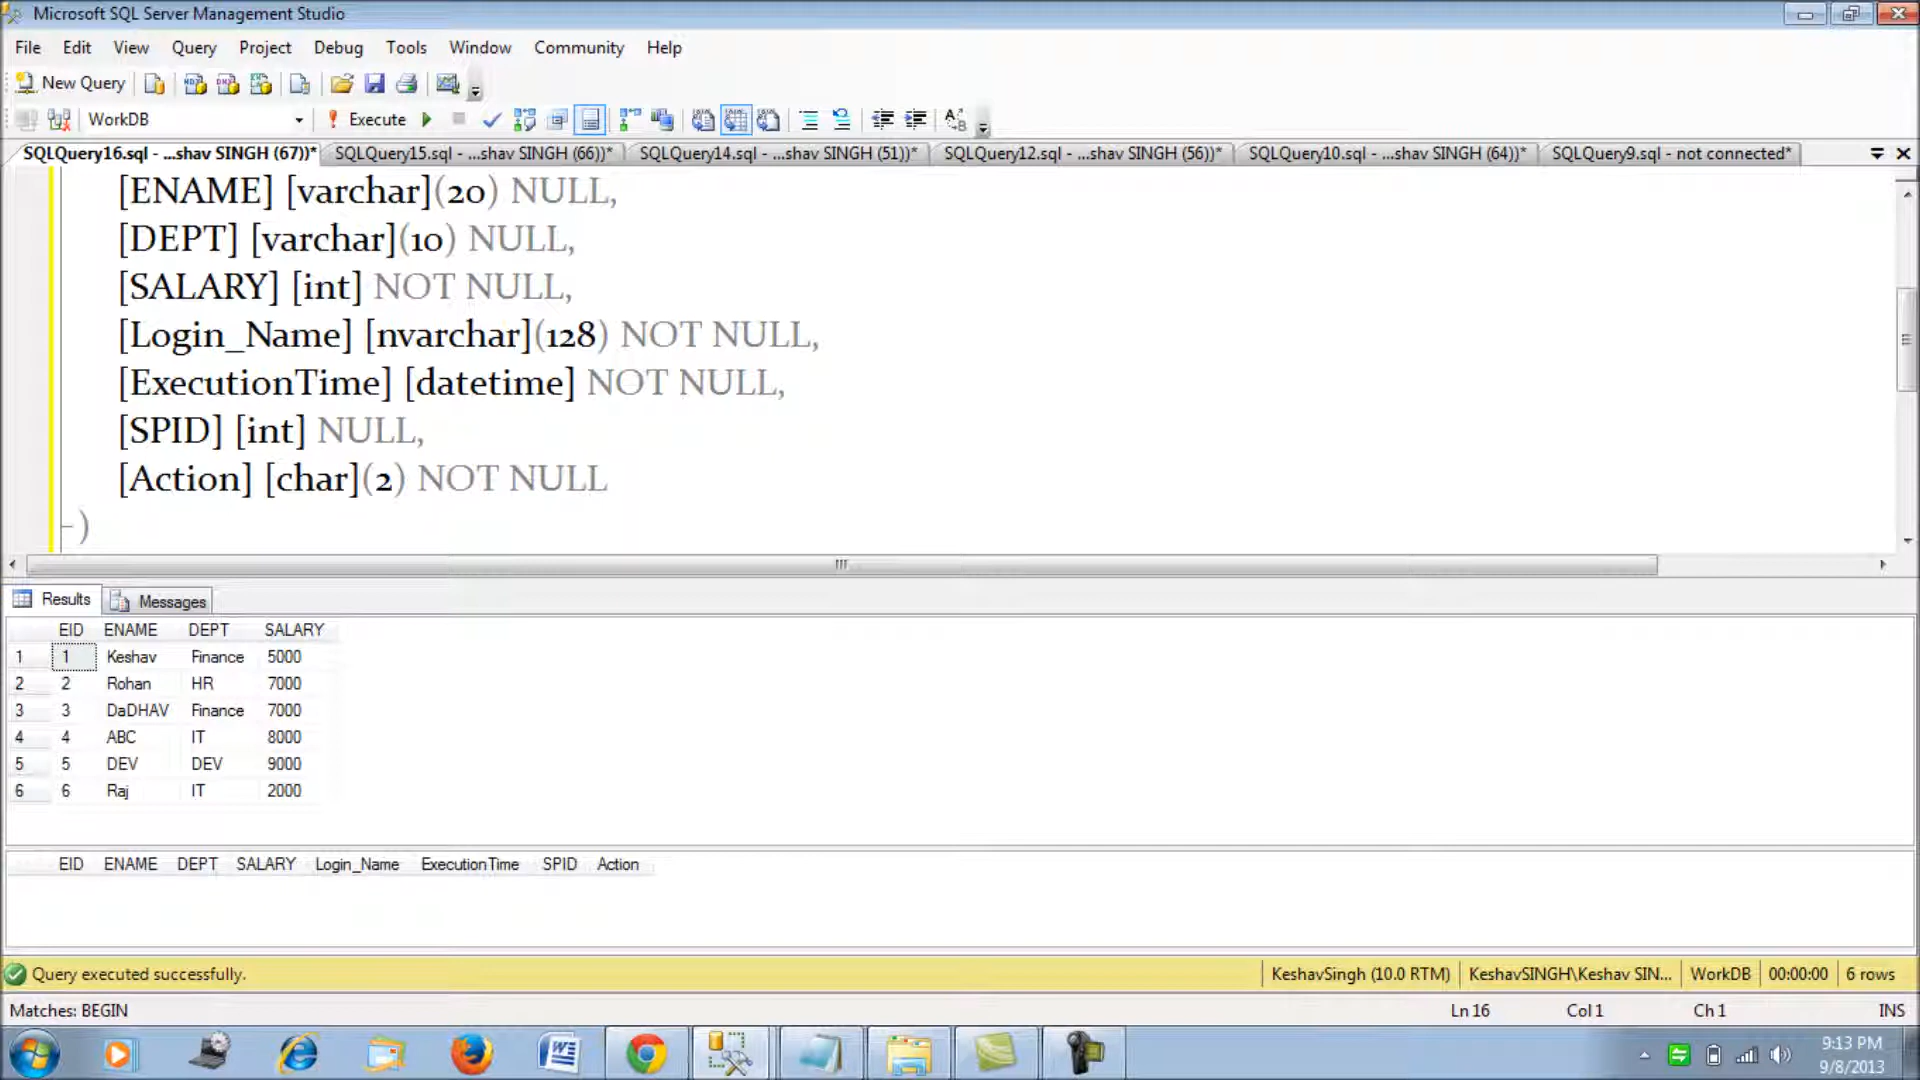 Microsoft SQL Server Management Studio
File Edit View Query Project Debug Tools Window Community Help
New Query
WorkDB Execute
SQLQuery16.sql - ...shav SINGH (67))* SQLQuery15.sql - ...shav SINGH (66))* SQLQuery14.sql - ...shav SINGH (51))* SQLQuery12.sql - ...shav SINGH (56))* SQLQuery10.sql - ...shav SINGH (64))* SQLQuery9.sql - not connected*
[ENAME] [varchar](20) NULL,
[DEPT] [varchar](10) NULL,
[SALARY] [int] NOT NULL,
[Login_Name] [nvarchar](128) NOT NULL,
[ExecutionTime] [datetime] NOT NULL,
[SPID] [int] NULL,
[Action] [char](2) NOT NULL
)
Results Messages
EID ENAME DEPT SALARY
1 1 Keshav Finance 5000
2 2 Rohan HR 7000
3 3 DaDHAV Finance 7000
4 4 ABC IT 8000
5 5 DEV DEV 9000
6 6 Raj IT 2000
EID ENAME DEPT SALARY Login_Name ExecutionTime SPID Action
Query executed successfully. KeshavSingh (10.0 RTM) KeshavSINGH\Keshav SIN... WorkDB 00:00:00 6 rows
Matches: BEGIN Ln 16 Col 1 Ch 1 INS
9:13 PM
9/8/2013